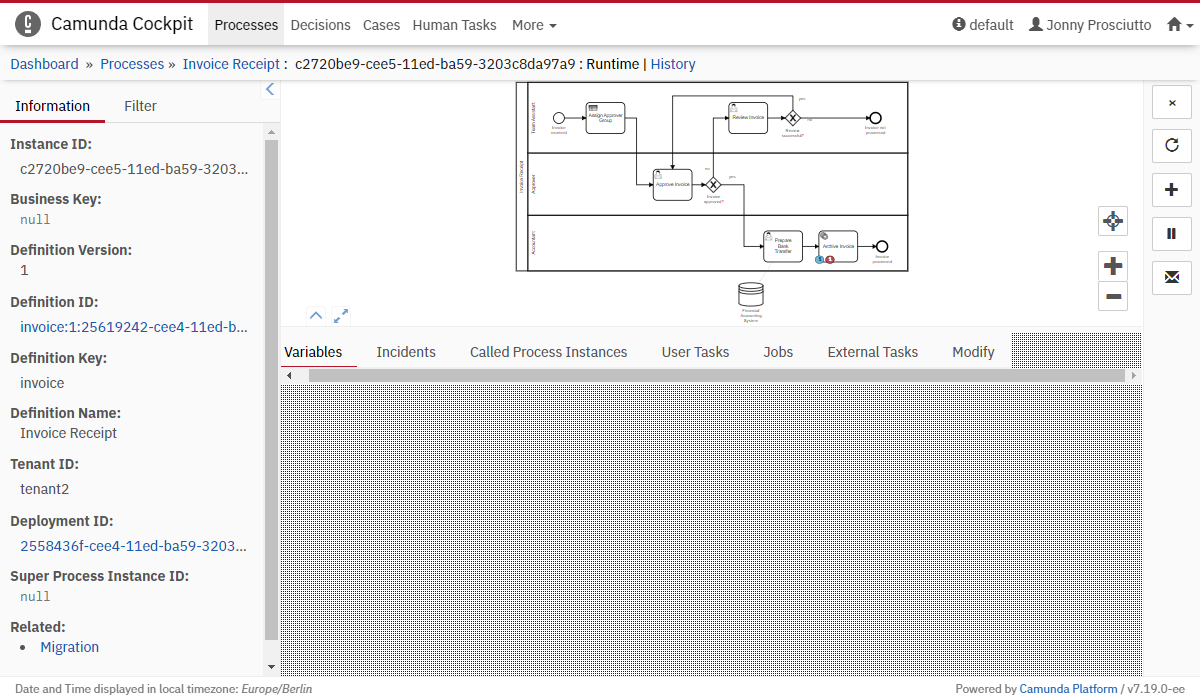 Camunda Cockpit Processes Decisions Cases Human Tasks More default Jonny Prosciutto
Dashboard » Processes » Invoice Receipt : c2720be9-cee5-11ed-ba59-3203c8da97a9 : Runtime | History
Information Filter
Instance ID:
c2720be9-cee5-11ed-ba59-3203...
Business Key:
null
Definition Version:
1
Definition ID:
invoice:1:25619242-cee4-11ed-b...
Definition Key:
invoice
Definition Name:
Invoice Receipt
Tenant ID:
tenant2
Deployment ID:
2558436f-cee4-11ed-ba59-3203...
Super Process Instance ID:
null
Related:
• Migration
Invoice Receipt
Team Assistant
Invoice
received
Assign Approver
Group
Review Invoice
yes
no
Review
successful?
Invoice not
processed
Approver
Approve Invoice
no
yes
Invoice
approved?
Accountant
Prepare
Bank
Transfer
Archive Invoice
1 1
Invoice
processed
Financial
Accounting
System
Variables Incidents Called Process Instances User Tasks Jobs External Tasks Modify
Date and Time displayed in local timezone: Europe/Berlin
Powered by Camunda Platform / v7.19.0-ee